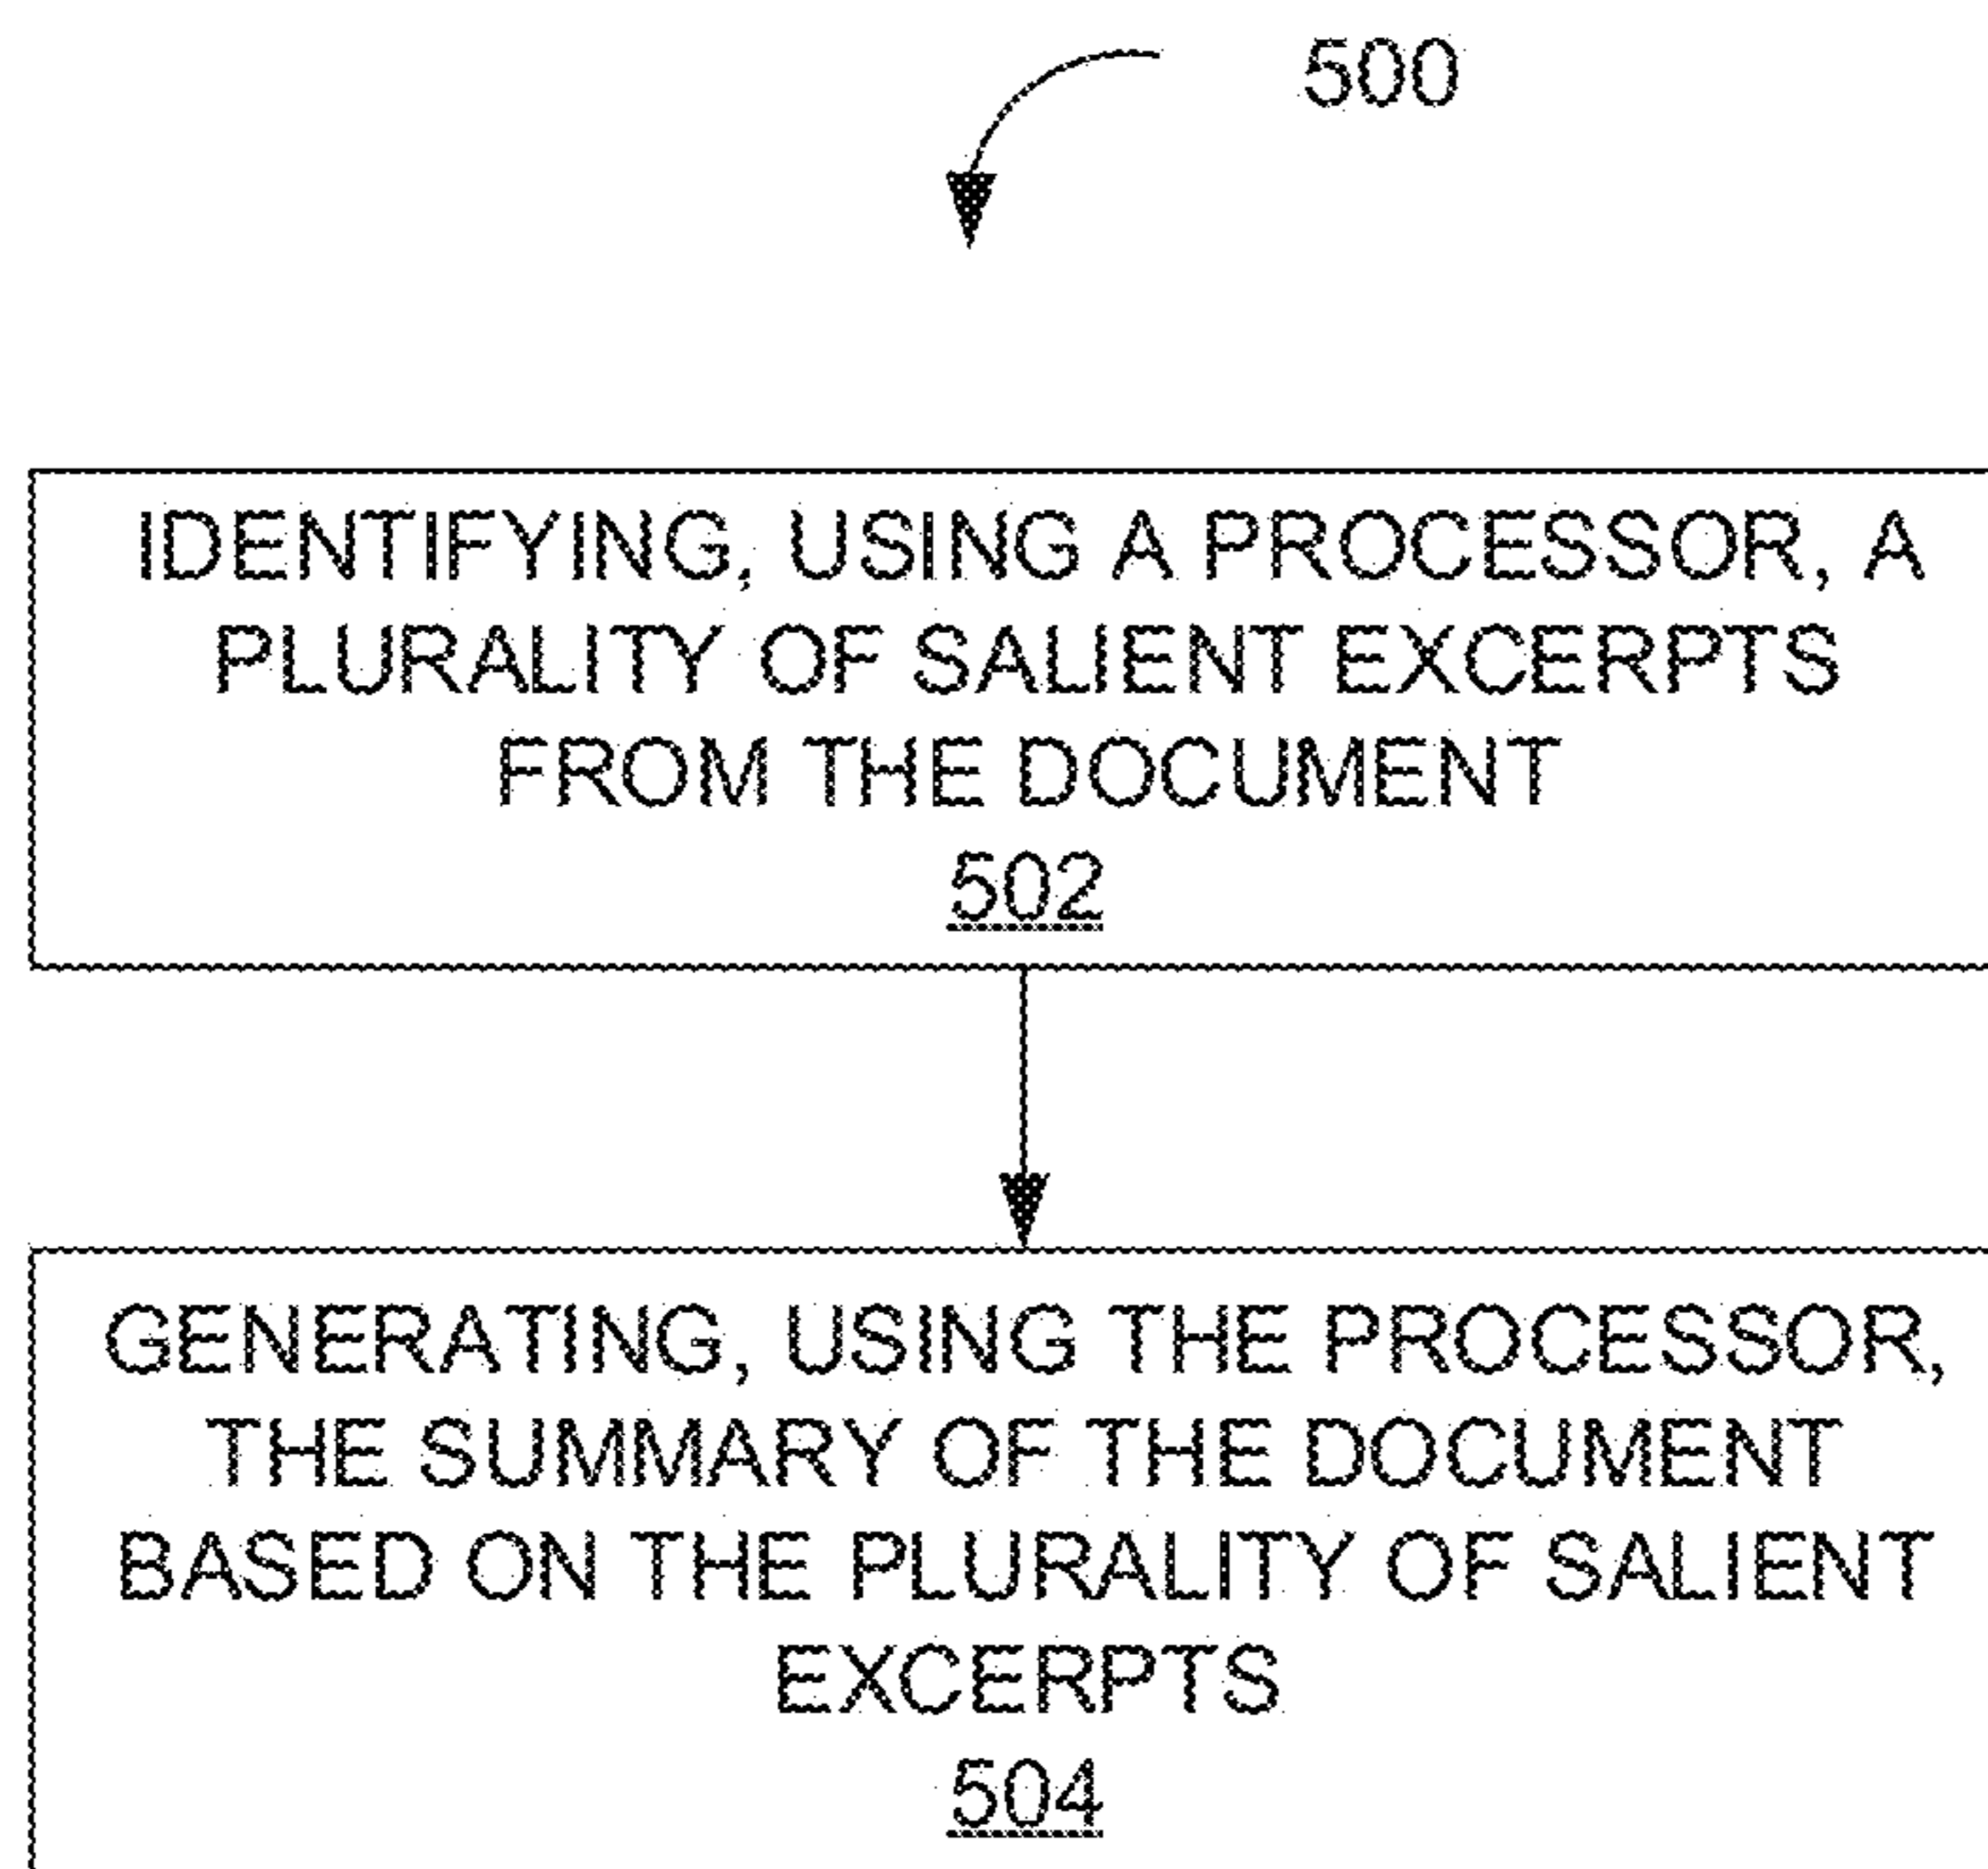 500
IDENTIFYING, USING A PROCESSOR, A
PLURALITY OF SALIENT EXCERPTS
FROM THE DOCUMENT
502
GENERATING, USING THE PROCESSOR,
THE SUMMARY OF THE DOCUMENT
BASED ON THE PLURALITY OF SALIENT
EXCERPTS
504